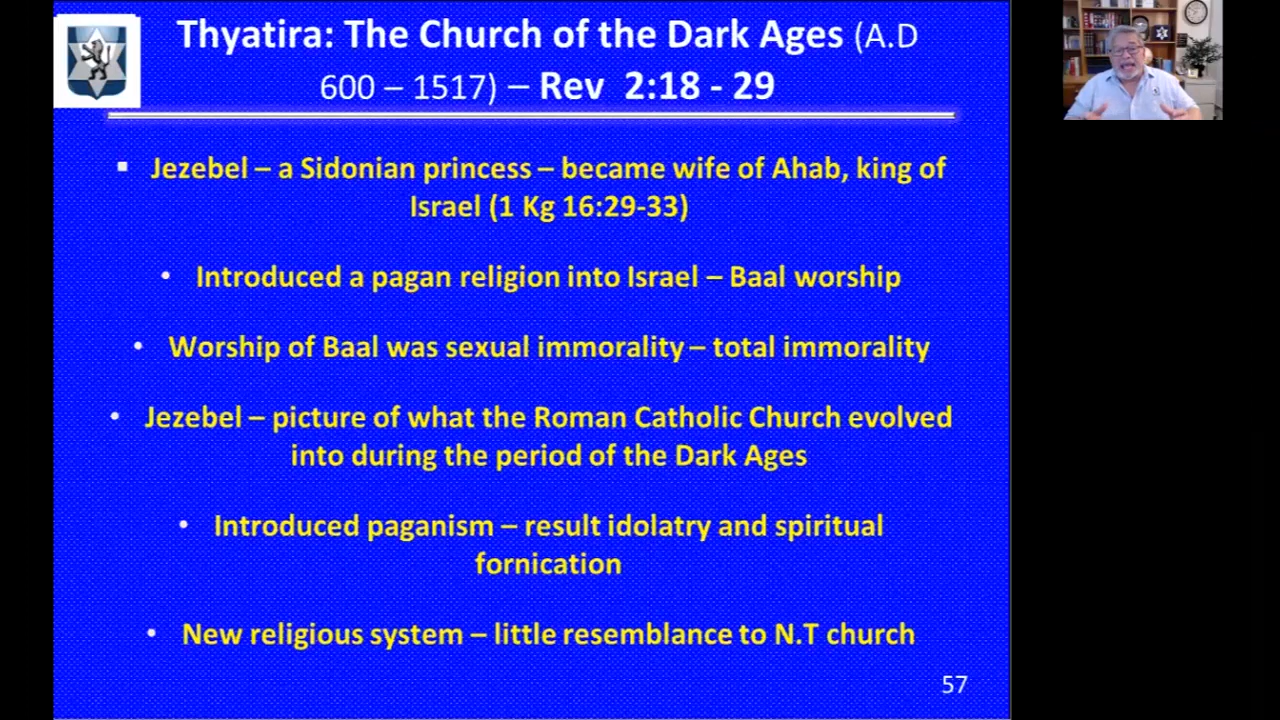 Thyatira: The Church of the Dark Ages (A.D
600 – 1517) – Rev 2:18 - 29
▪ Jezebel – a Sidonian princess – became wife of Ahab, king of
Israel (1 Kg 16:29-33)
• Introduced a pagan religion into Israel – Baal worship
• Worship of Baal was sexual immorality – total immorality
• Jezebel – picture of what the Roman Catholic Church evolved
into during the period of the Dark Ages
• Introduced paganism – result idolatry and spiritual
fornication
• New religious system – little resemblance to N.T church
57